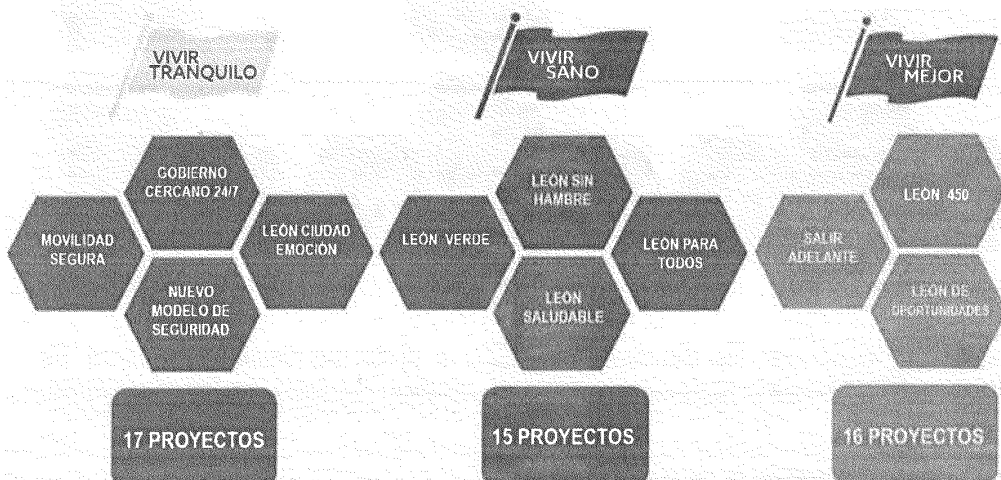 VIVIR
TRANQUILO
GOBIERNO
CERCANO 24/7
MOVILIDAD
SEGURA
LEÓN CIUDAD
EMOCIÓN
NUEVO
MODELO DE
SEGURIDAD
17 PROYECTOS
VIVIR
SANO
LEÓN SIN
HAMBRE
LEÓN VERDE
LEÓN PARA
TODOS
LEÓN
SALUDABLE
15 PROYECTOS
VIVIR
MEJOR
LEÓN 450
SALIR
ADELANTE
LEÓN DE
OPORTUNIDADES
16 PROYECTOS